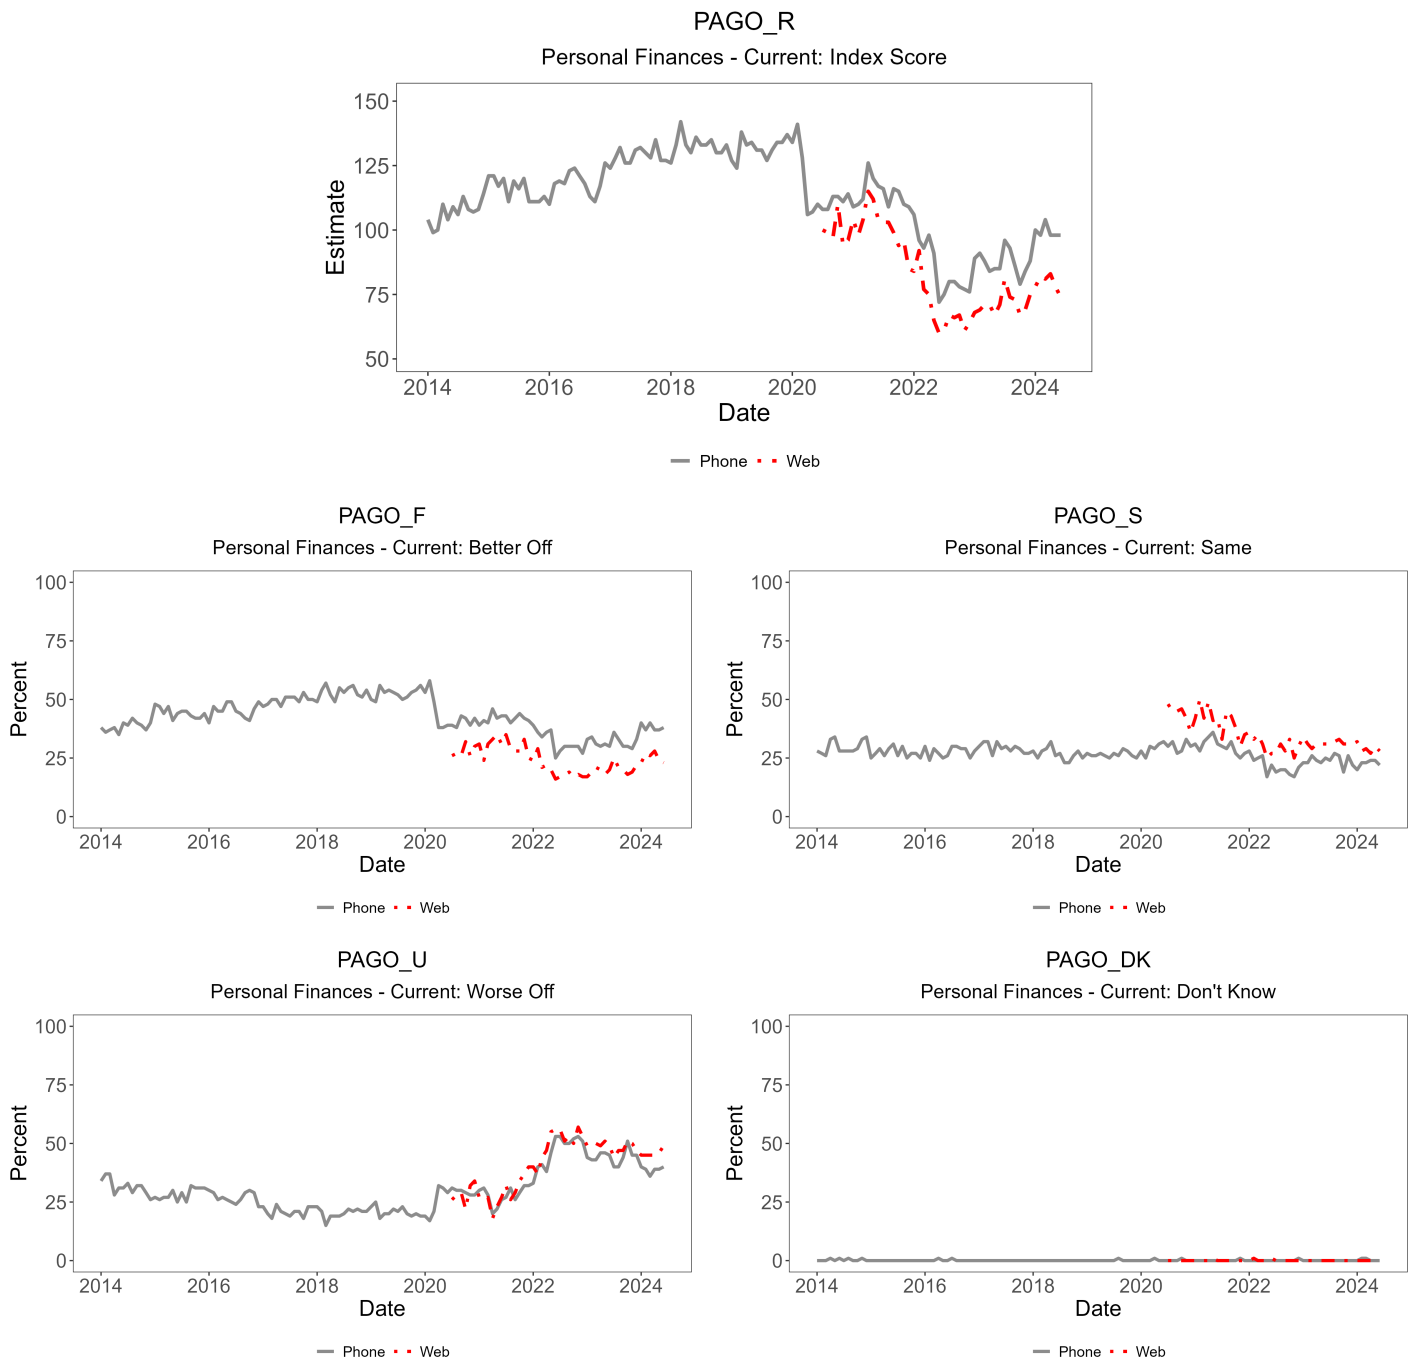 PAGO_R
Personal Finances - Current: Index Score
Estimate
150
125
100
75
50
2014 2016 2018 2020 2022 2024
Date
Phone Web
PAGO_F
Personal Finances - Current: Better Off
Percent
100
75
50
25
0
2014 2016 2018 2020 2022 2024
Date
Phone Web
PAGO_S
Personal Finances - Current: Same
Percent
100
75
50
25
0
2014 2016 2018 2020 2022 2024
Date
Phone Web
PAGO_U
Personal Finances - Current: Worse Off
Percent
100
75
50
25
0
2014 2016 2018 2020 2022 2024
Date
Phone Web
PAGO_DK
Personal Finances - Current: Don't Know
Percent
100
75
50
25
0
2014 2016 2018 2020 2022 2024
Date
Phone Web